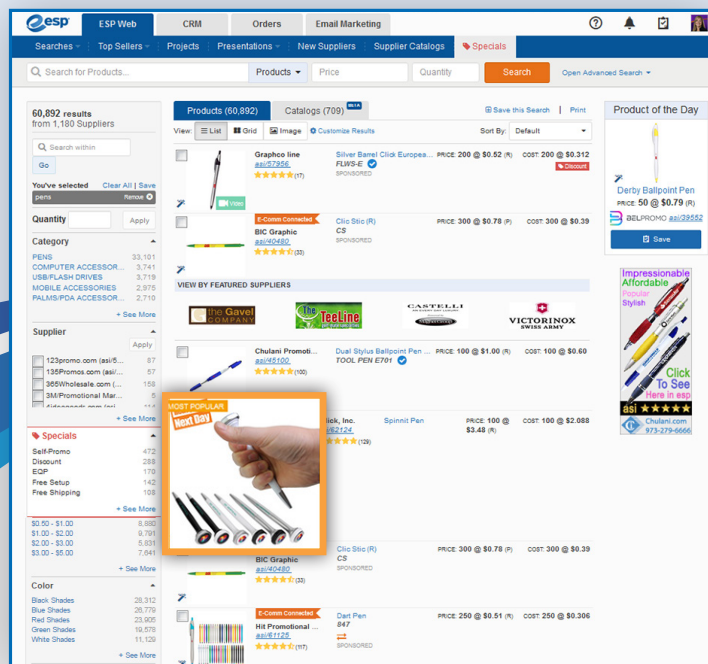 esp
ESP Web
CRM
Orders
Email Marketing
Searches
Top Sellers
Projects
Presentations
New Suppliers
Supplier Catalogs
Specials
Search for Products...
Products
Price
Quantity
Search
Open Advanced Search
60,892 results
from 1,180 Suppliers
Search within
Go
You've selected Clear All | Save
pens Remove
Quantity Apply
Category
PENS 33,101
COMPUTER ACCESSOR... 3,741
USB/FLASH DRIVES 3,719
MOBILE ACCESSORIES 2,975
PALMS/PDA ACCESSOR... 2,710
+ See More
Supplier
Apply
123promo.com (asi/5... 87
135Promos.com (asi/... 57
365Wholesale.com (... 158
3M/Promotional Mar... 5
+ See More
Specials
Self-Promo 472
Discount 288
EQP 170
Free Setup 142
Free Shipping 108
+ See More
$0.50 - $1.00 8,880
$1.00 - $2.00 9,791
$2.00 - $3.00 5,831
$3.00 - $5.00 7,641
+ See More
Color
Black Shades 28,312
Blue Shades 26,779
Red Shades 23,905
Green Shades 19,578
White Shades 11,129
+ See More
Products (60,892)
Catalogs (709) BETA
Save this Search | Print
View: List Grid Image Customize Results
Sort By: Default
Graphco line
asi/57956
(17)
Silver Barrel Click Europea...
FLWS-E
SPONSORED
PRICE: 200 @ $0.52 (R)
COST: 200 @ $0.312
Discount
Video
E-Comm Connected
BIC Graphic
asi/40480
(33)
Clic Stic (R)
CS
SPONSORED
PRICE: 300 @ $0.78 (P)
COST: 300 @ $0.39
VIEW BY FEATURED SUPPLIERS
the Gavel
COMPANY
The TeeLine
CASTELLI
VICTORINOX
SWISS ARMY
Chulani Promoti...
asi/45100
(100)
Dual Stylus Ballpoint Pen ...
TOOL PEN E701
PRICE: 100 @ $1.00 (R)
COST: 100 @ $0.60
MOST POPULAR
Next Day
lick, Inc.
/62124
(129)
Spinnit Pen
PRICE: 100 @
$3.48 (R)
COST: 100 @ $2.088
BIC Graphic
asi/40480
(33)
Clic Stic (R)
CS
SPONSORED
PRICE: 300 @ $0.78 (P)
COST: 300 @ $0.39
E-Comm Connected
Hit Promotional ...
asi/61125
(117)
Dart Pen
847
SPONSORED
PRICE: 250 @ $0.51 (R)
COST: 250 @ $0.306
Product of the Day
Derby Ballpoint Pen
PRICE: 50 @ $0.79 (R)
BELPROMO asi/39552
Save
Impressionable
Affordable
Popular
Stylish
Click
To See
Here in esp
asi ★★★★★
Chulani.com
973-279-6666